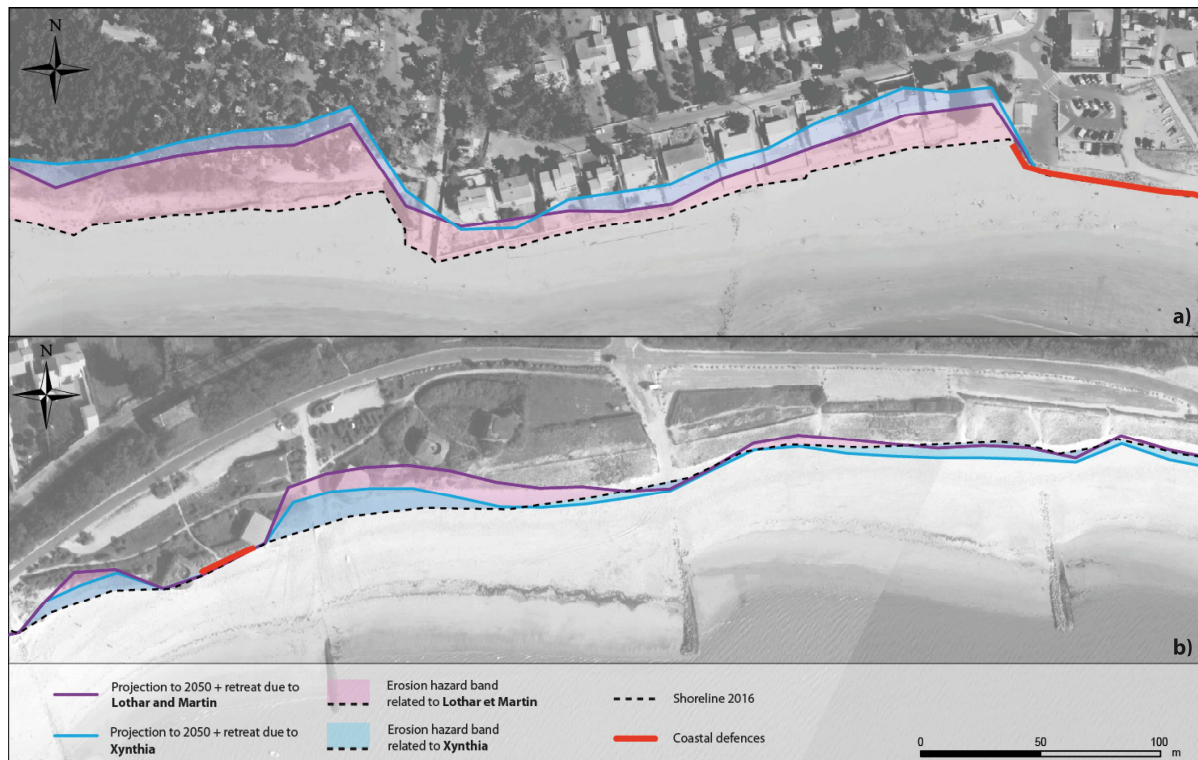 N
a)
N
b)
Projection to 2050 + retreat due to
Lothar and Martin
Erosion hazard band
related to Lothar et Martin
Shoreline 2016
Projection to 2050 + retreat due to
Xynthia
Erosion hazard band
related to Xynthia
Coastal defences
0 50 100
m